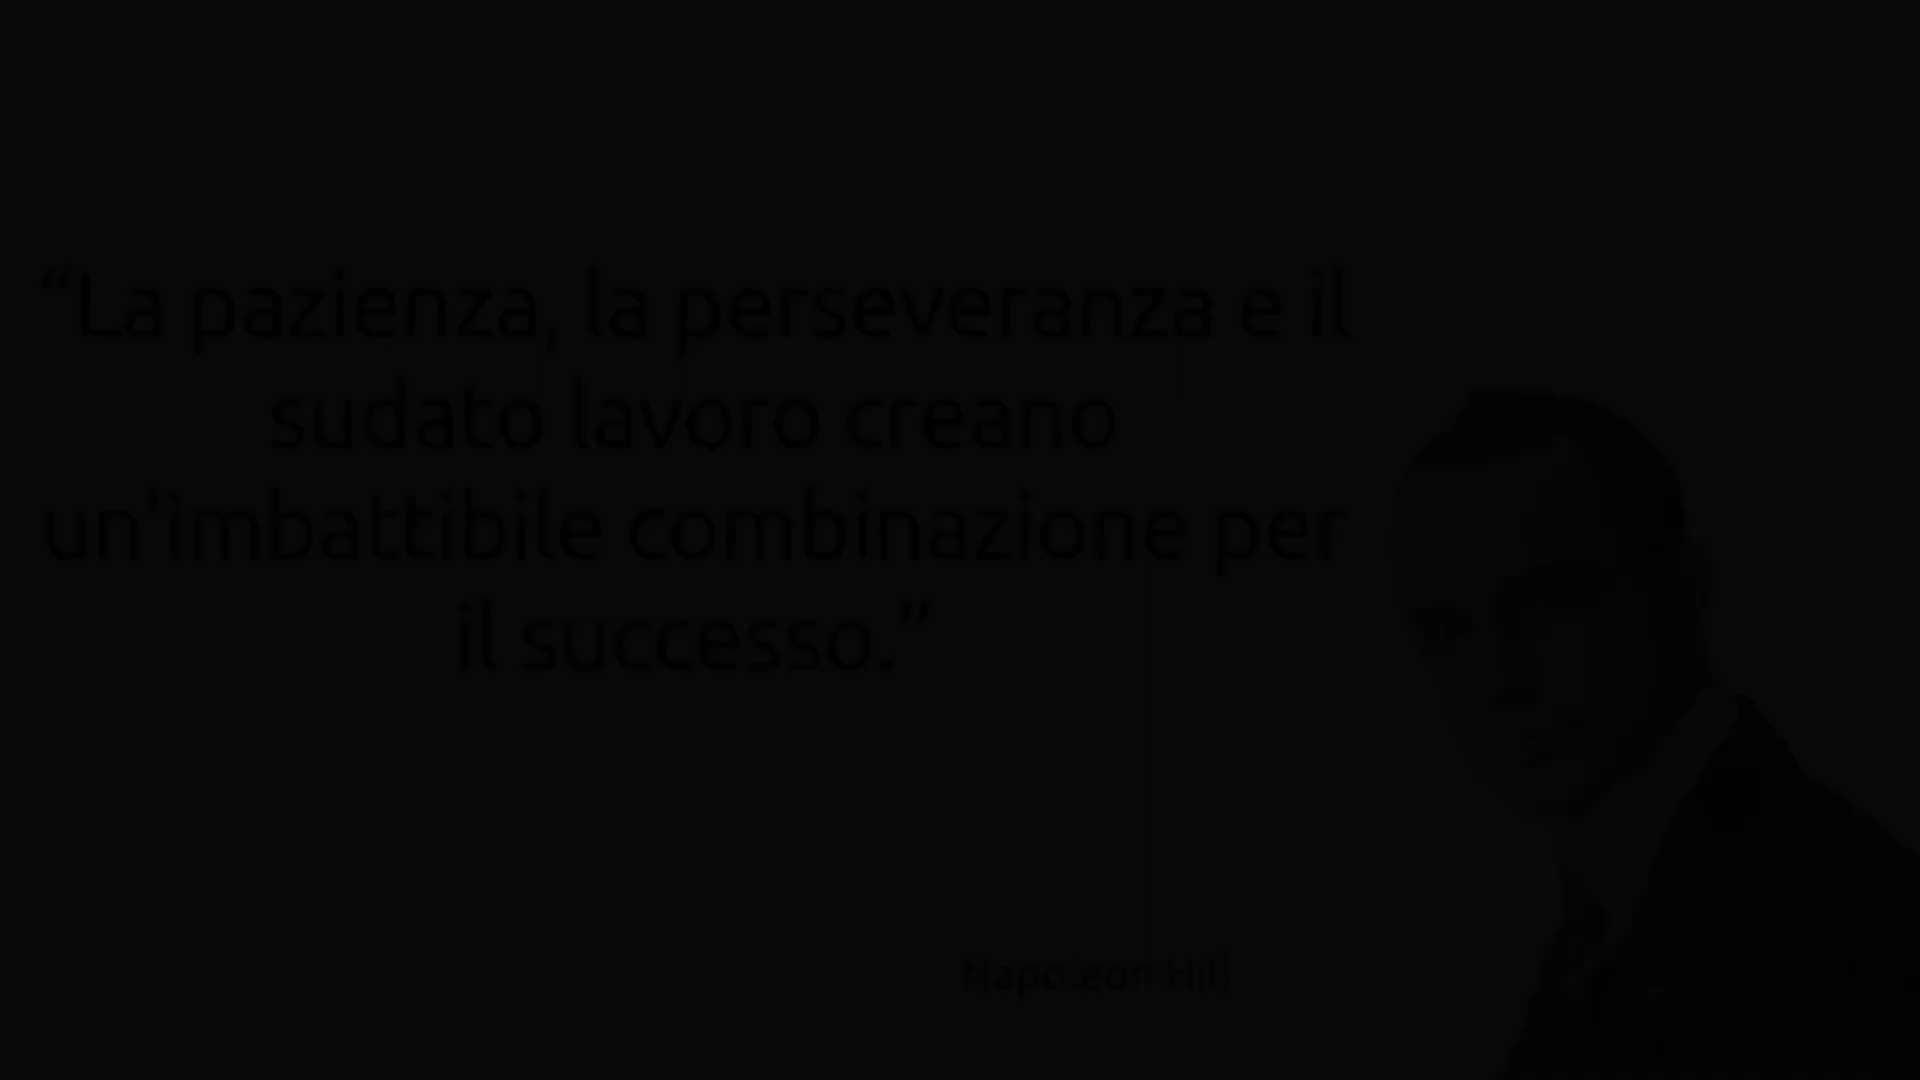 “La pazienza, la perseveranza e il
sudato lavoro creano
un'imbattibile combinazione per
il successo.”
Napoleon Hill